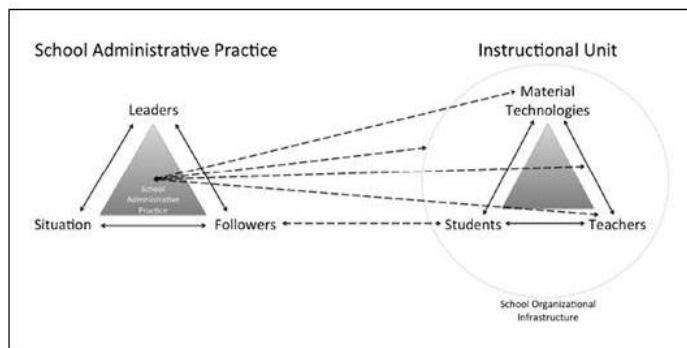 School Administrative Practice
Instructional Unit
Leaders
Material
Technologies
School
Administrative
Practice
Situation
Followers
Students
Teachers
School Organizational
Infrastructure